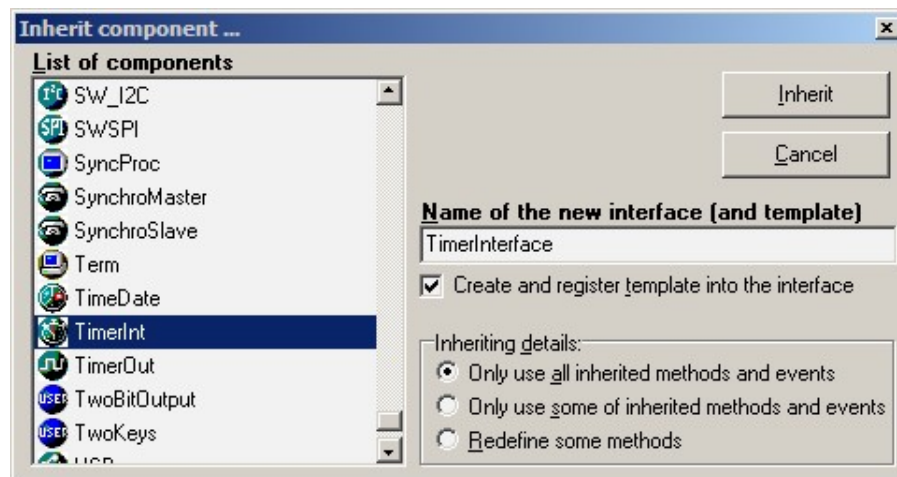 Inherit component ...
List of components
SW_I2C
SWSPI
SyncProc
SynchroMaster
SynchroSlave
Term
TimeDate
TimerInt
TimerOut
TwoBitOutput
TwoKeys
Inherit
Cancel
Name of the new interface (and template)
TimerInterface
Create and register template into the interface
Inheriting details:
Only use all inherited methods and events
Only use some of inherited methods and events
Redefine some methods